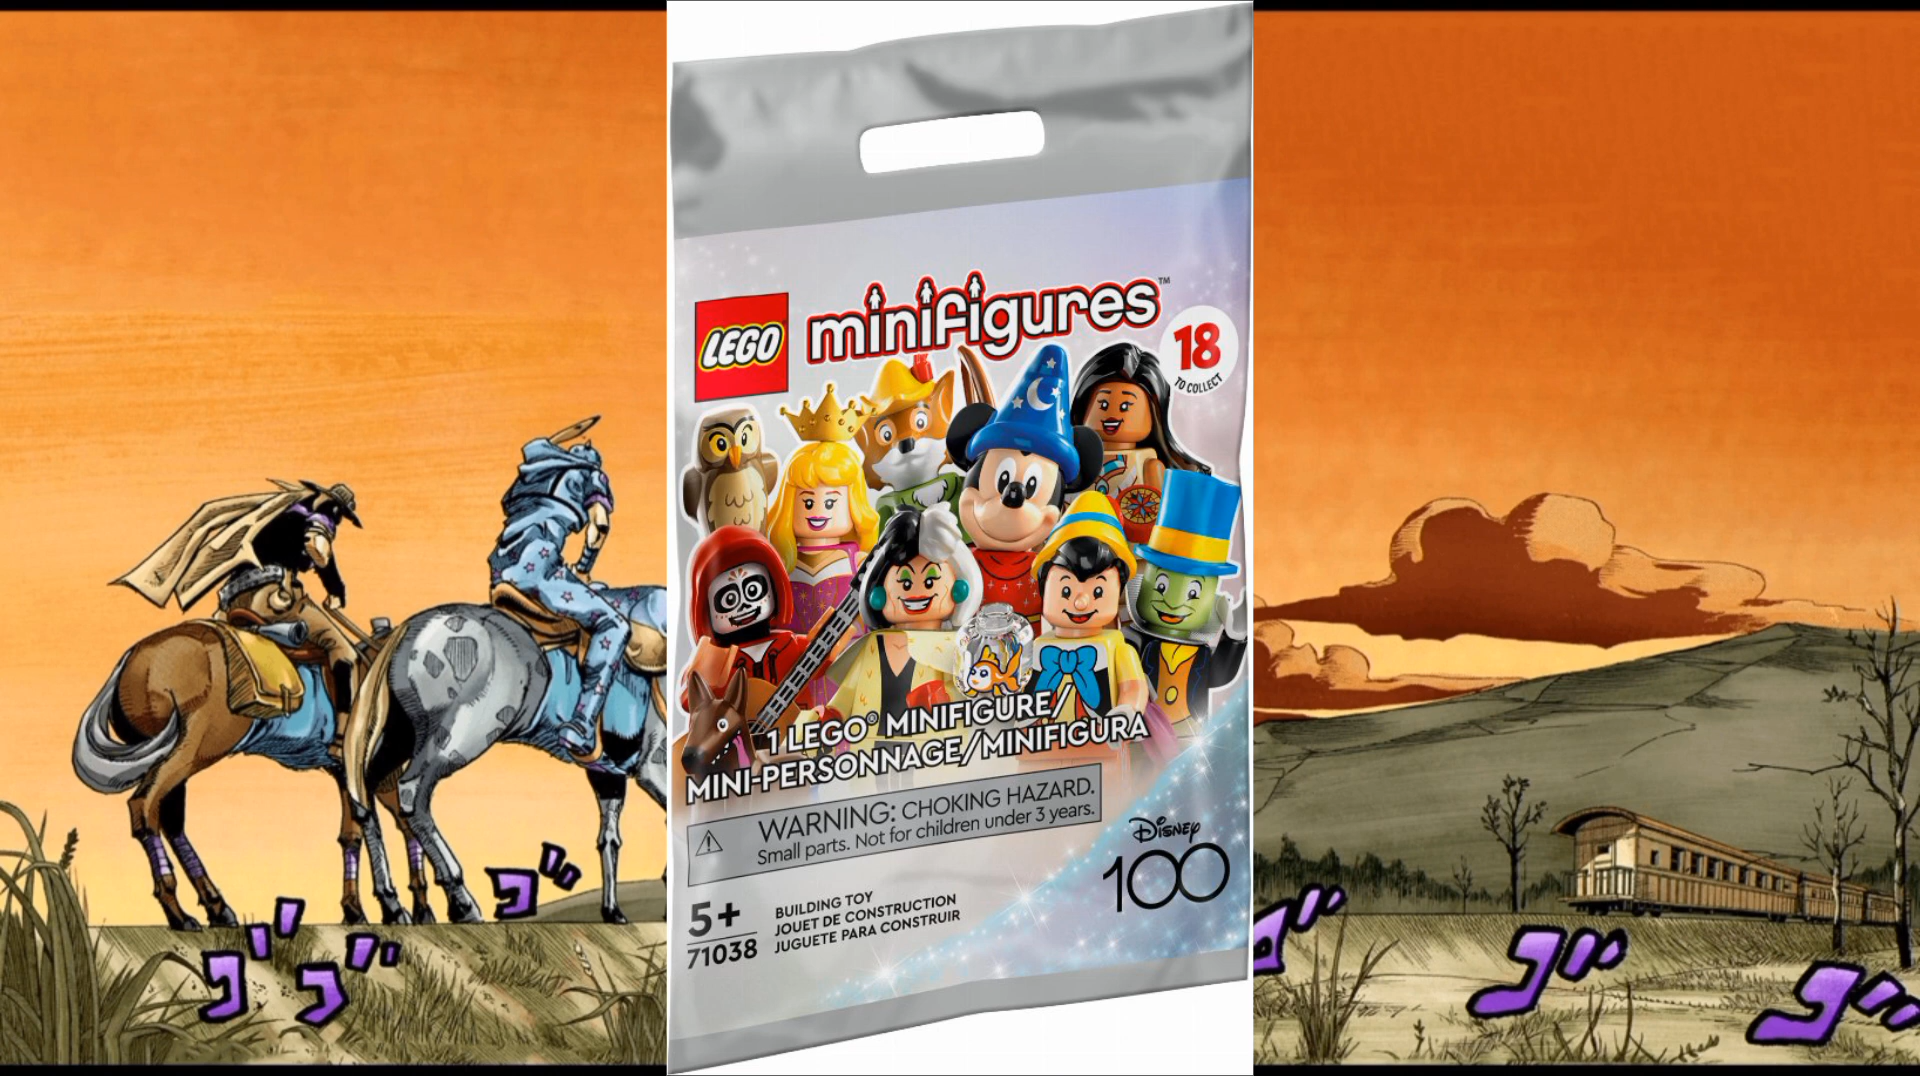 LEGO minifigures™
18
TO COLLECT
1 LEGO® MINIFIGURE/
MINI-PERSONNAGE/MINIFIGURA
WARNING: CHOKING HAZARD.
Small parts. Not for children under 3 years.
Disney
100
5+
71038
BUILDING TOY
JOUET DE CONSTRUCTION
JUGUETE PARA CONSTRUIR
ゴ
ゴ
ゴ
ゴ
ゴ
ゴ